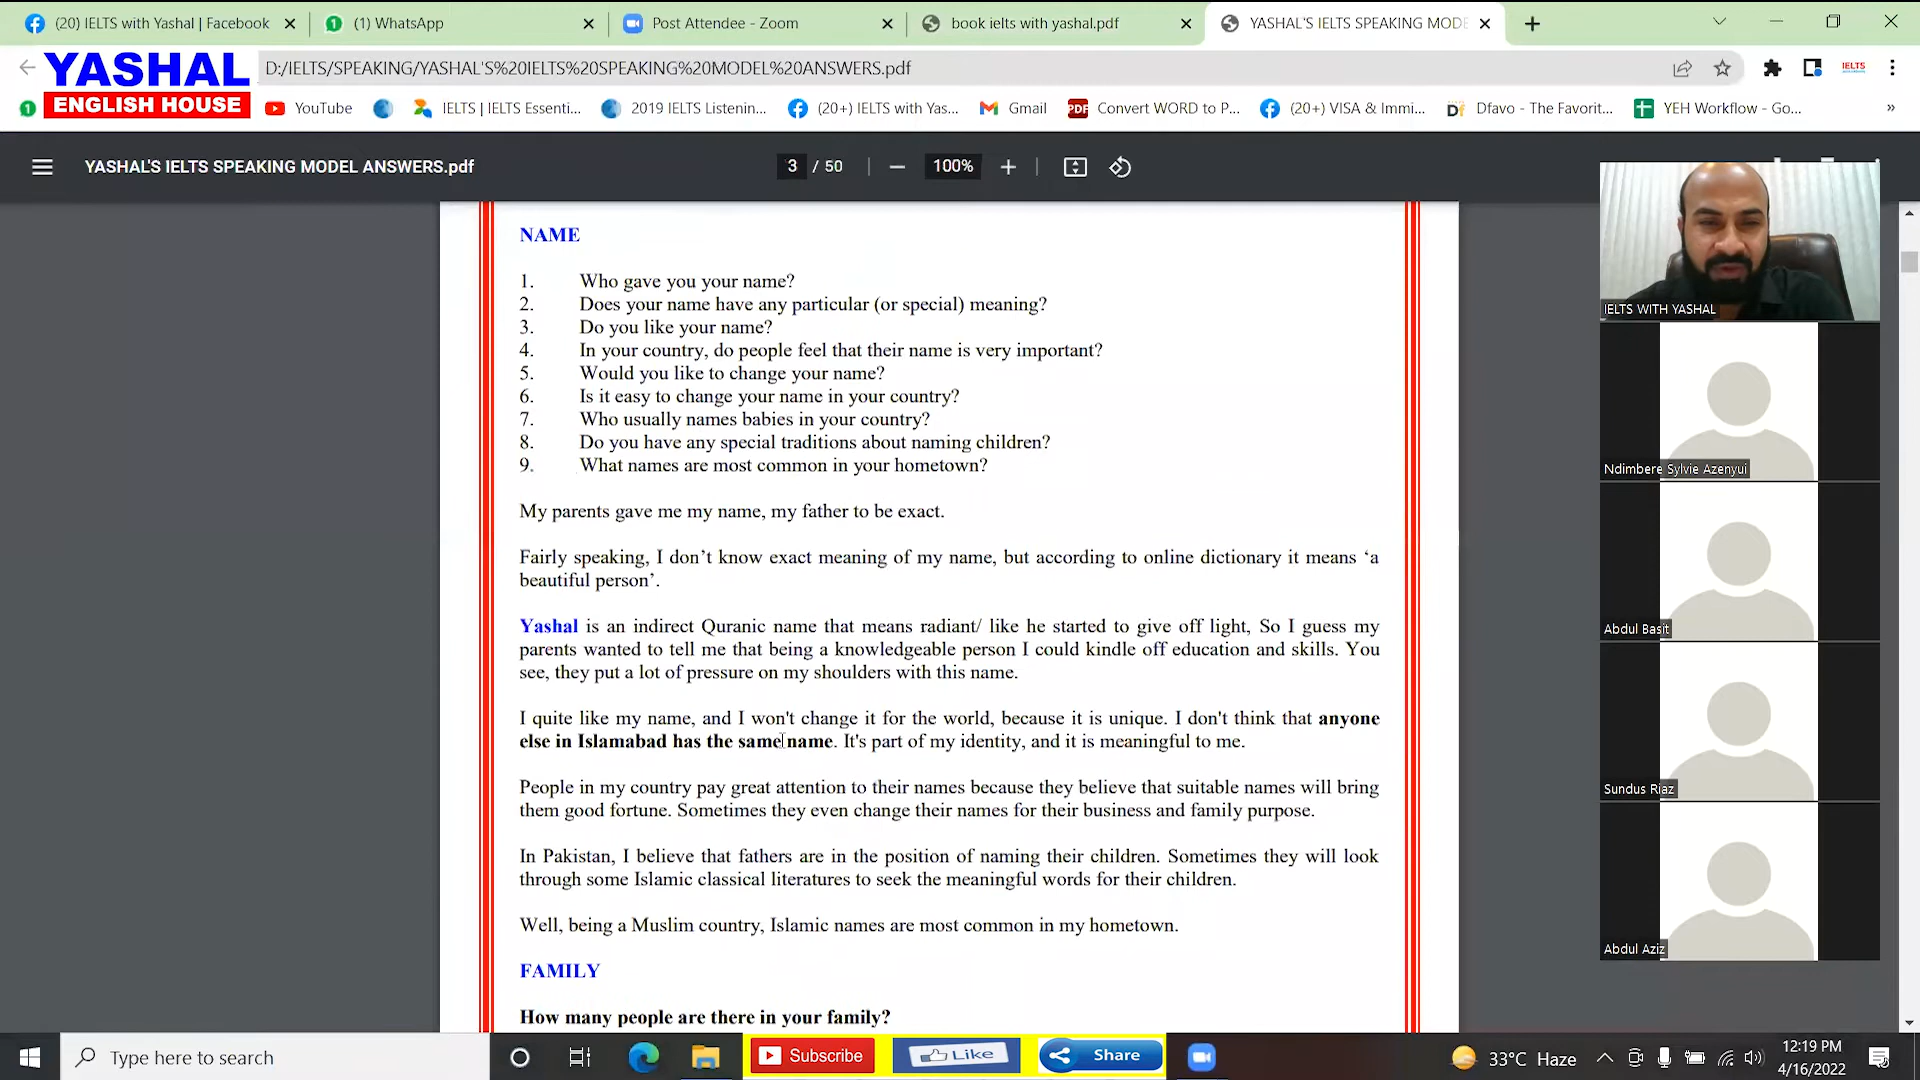 (20) IELTS with Yashal | Facebook
(1) WhatsApp
Post Attendee - Zoom
book ielts with yashal.pdf
YASHAL'S IELTS SPEAKING MODE
YASHAL
ENGLISH HOUSE
D:/IELTS/SPEAKING/YASHAL'S%20IELTS%20SPEAKING%20MODEL%20ANSWERS.pdf
IELTS
YouTube
IELTS | IELTS Essenti...
2019 IELTS Listenin...
(20+) IELTS with Yas...
Gmail
PDF
Convert WORD to P...
(20+) VISA & Immi...
Dfavo - The Favorit...
YEH Workflow - Go...
YASHAL'S IELTS SPEAKING MODEL ANSWERS.pdf
3 / 50
100%
NAME
1. Who gave you your name?
2. Does your name have any particular (or special) meaning?
3. Do you like your name?
4. In your country, do people feel that their name is very important?
5. Would you like to change your name?
6. Is it easy to change your name in your country?
7. Who usually names babies in your country?
8. Do you have any special traditions about naming children?
9. What names are most common in your hometown?
My parents gave me my name, my father to be exact.
Fairly speaking, I don’t know exact meaning of my name, but according to online dictionary it means ‘a
beautiful person’.
Yashal is an indirect Quranic name that means radiant/ like he started to give off light, So I guess my
parents wanted to tell me that being a knowledgeable person I could kindle off education and skills. You
see, they put a lot of pressure on my shoulders with this name.
I quite like my name, and I won't change it for the world, because it is unique. I don't think that anyone
else in Islamabad has the same name. It's part of my identity, and it is meaningful to me.
People in my country pay great attention to their names because they believe that suitable names will bring
them good fortune. Sometimes they even change their names for their business and family purpose.
In Pakistan, I believe that fathers are in the position of naming their children. Sometimes they will look
through some Islamic classical literatures to seek the meaningful words for their children.
Well, being a Muslim country, Islamic names are most common in my hometown.
FAMILY
How many people are there in your family?
IELTS WITH YASHAL
Ndimbere Sylvie Azenyui
Abdul Basit
Sundus Riaz
Abdul Aziz
Type here to search
Subscribe
Like
Share
33°C Haze
12:19 PM
4/16/2022